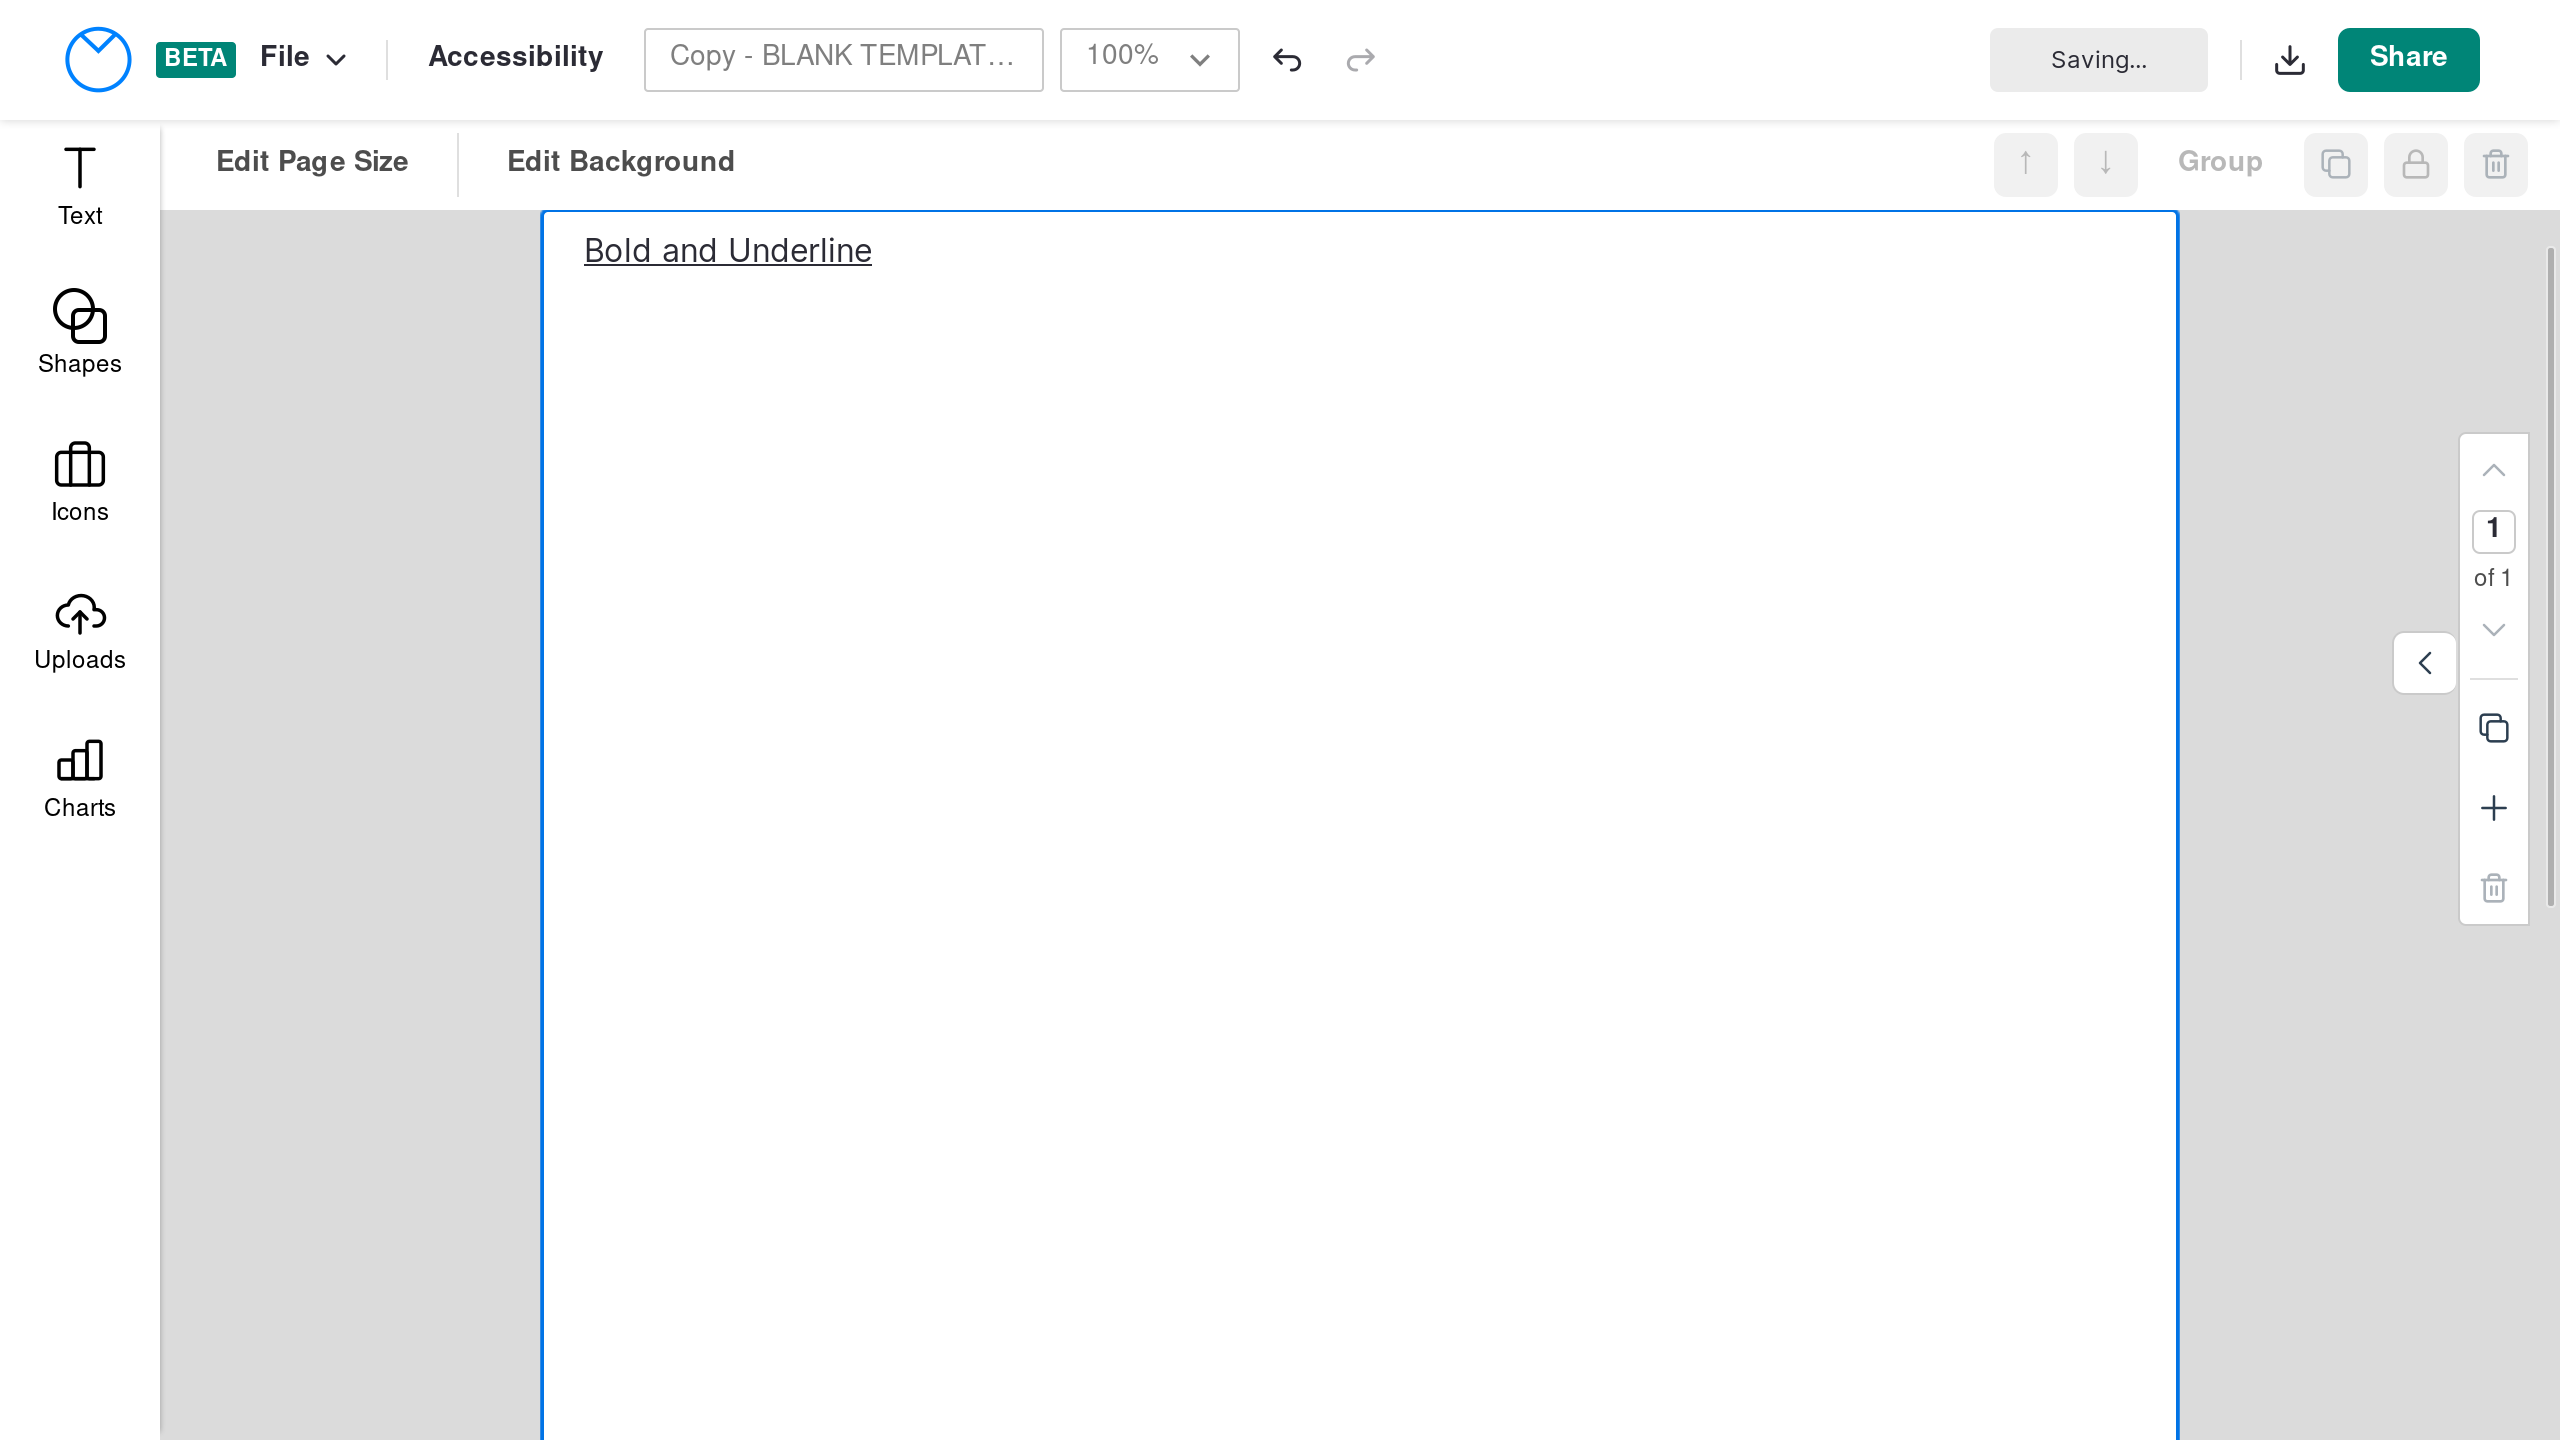 BETA File Accessibility Copy - BLANK TEMPLAT... 100% Saving... Share
Edit Page Size Edit Background ↑ ↓ Group
Text
Shapes
Icons
Uploads
Charts
Bold and Underline
1
of 1